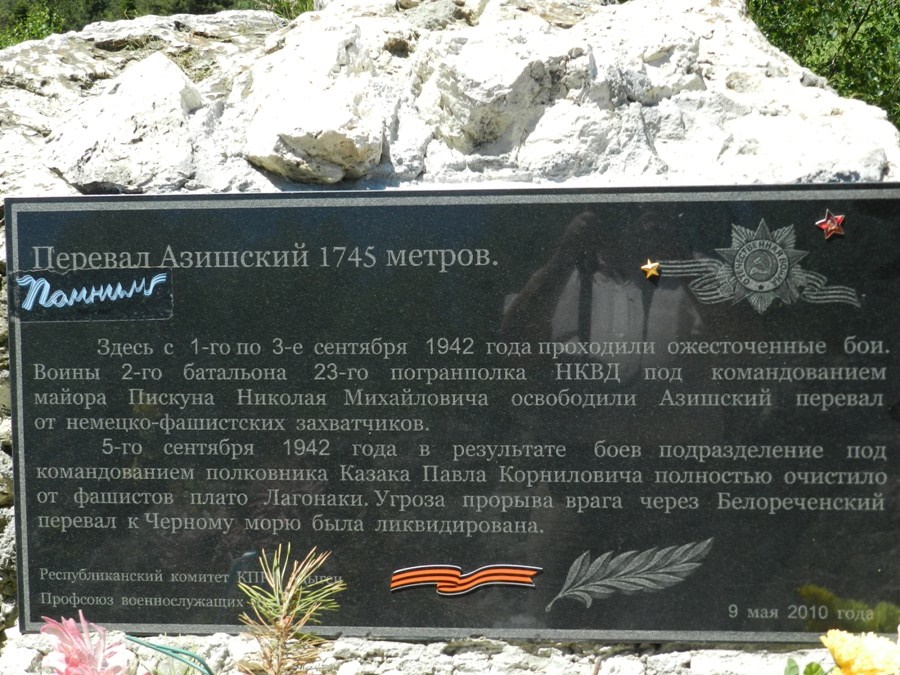 Перевал Азишский 1745 метров.
Помним
Здесь с 1-го по 3-е сентября 1942 года проходили ожесточенные бои.
Воины 2-го батальона 23-го погранполка НКВД под командованием
майора Пискуна Николая Михайловича освободили Азишский перевал
от немецко-фашистских захватчиков.
5-го сентября 1942 года в результате боев подразделение под
командованием полковника Казака Павла Корниловича полностью очистило
от фашистов плато Лагонаки. Угроза прорыва врага через Белореченский
перевал к Черному морю была ликвидирована.
Республиканский комитет
Профсоюз военнослужащих
9 мая 2010 года